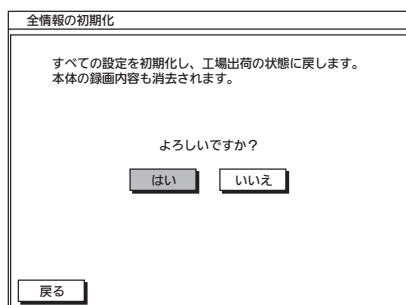 全情報の初期化
すべての設定を初期化し、工場出荷の状態に戻します。
本体の録画内容も消去されます。
よろしいですか？
はい
いいえ
戻る